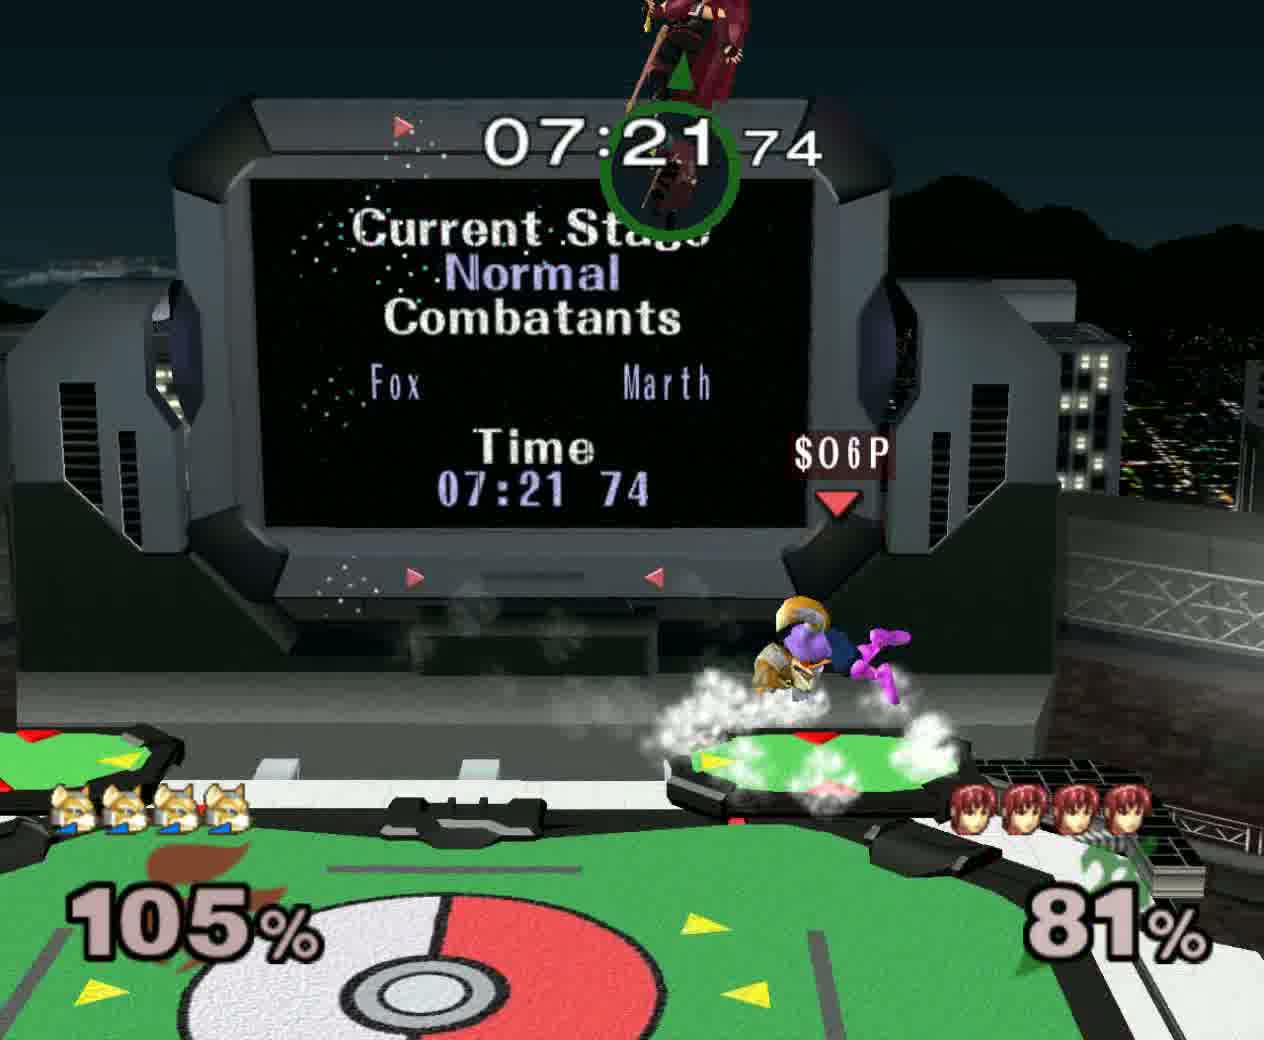 07:21 74
Current Stage
Normal
Combatants
Fox Marth
Time
07:21 74
$06P
105%
81%